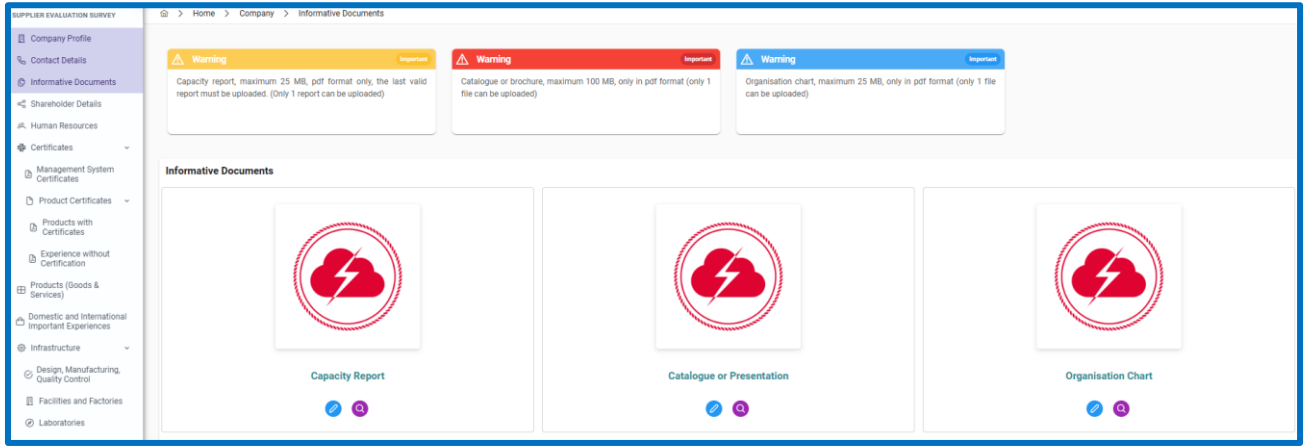 SUPPLIER EVALUATION SURVEY
Company Profile
Contact Details
Informative Documents
Shareholder Details
Human Resources
Certificates
Management System
Certificates
Product Certificates
Products with
Certificates
Experience without
Certification
Products (Goods &
Services)
Domestic and International
Important Experiences
Infrastructure
Design, Manufacturing,
Quality Control
Facilities and Factories
Laboratories
> Home > Company > Informative Documents
Warning Important
Capacity report, maximum 25 MB, pdf format only, the last valid
report must be uploaded. (Only 1 report can be uploaded)
Warning Important
Catalogue or brochure, maximum 100 MB, only in pdf format (only 1
file can be uploaded)
Warning Important
Organisation chart, maximum 25 MB, only in pdf format (only 1 file
can be uploaded)
Informative Documents
Capacity Report
Catalogue or Presentation
Organisation Chart